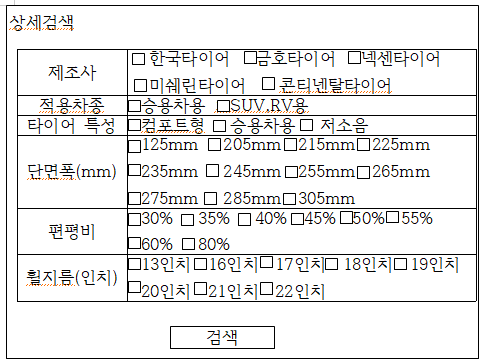 상세검색
제조사
한국타이어 금호타이어 넥센타이어
미쉐린타이어 콘티넨탈타이어
적용차종 승용차용 SUV,RV용
타이어 특성 컴포트형 승용차용 저소음
단면폭(mm)
125mm 205mm 215mm 225mm
235mm 245mm 255mm 265mm
275mm 285mm 305mm
편평비
30% 35% 40% 45% 50% 55%
60% 80%
휠지름(인치)
13인치 16인치 17인치 18인치 19인치
20인치 21인치 22인치
검색